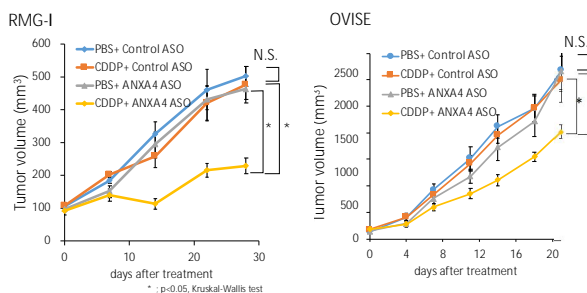 RMG-I
PBS+ Control ASO
CDDP+ Control ASO
PBS+ ANXA4 ASO
CDDP+ ANXA4 ASO
N.S.
*
*
Tumor volume (mm³)
600
500
400
300
200
100
0
0
10
20
30
days after treatment
* : p<0.05, Kruskal-Wallis test
OVISE
PBS+ Control ASO
CDDP+ Control ASO
PBS+ ANXA4 ASO
CDDP+ ANXA4 ASO
N.S.
*
Tumor volume (mm³)
2500
2000
1500
1000
500
0
0
4
8
12
16
20
days after treatment